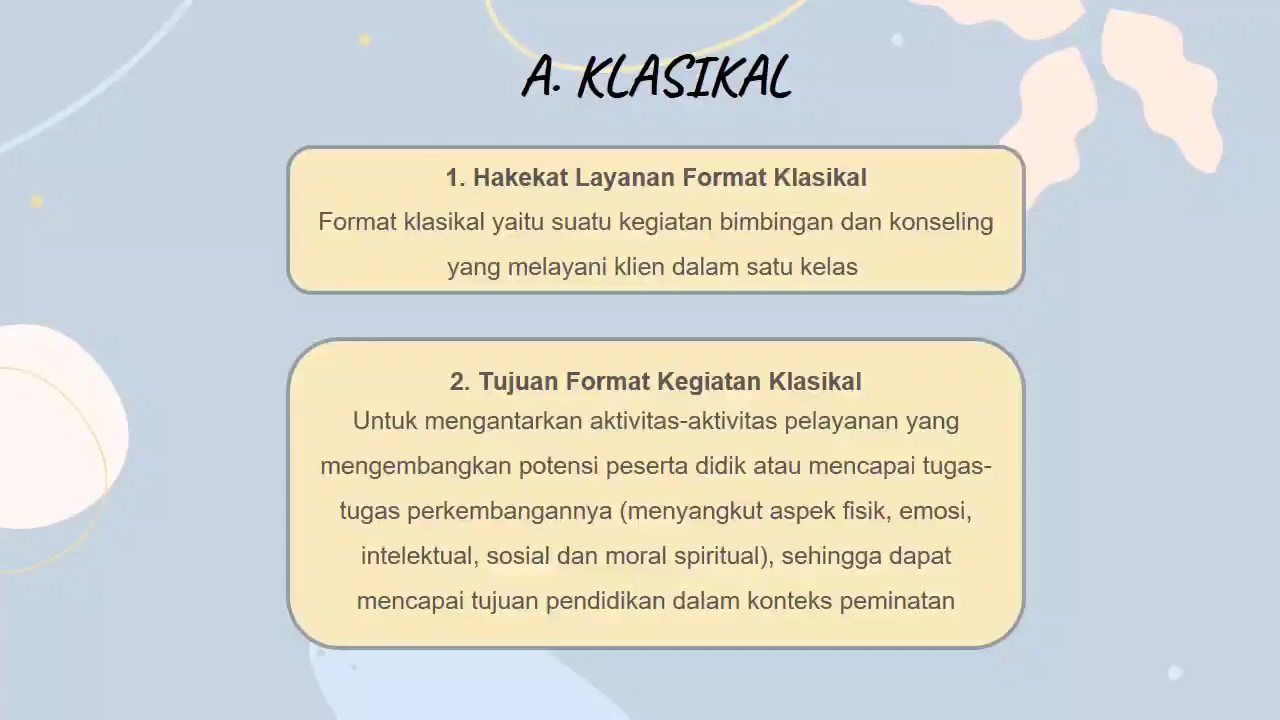 A. KLASIKAL
1. Hakekat Layanan Format Klasikal
Format klasikal yaitu suatu kegiatan bimbingan dan konseling
yang melayani klien dalam satu kelas
2. Tujuan Format Kegiatan Klasikal
Untuk mengantarkan aktivitas-aktivitas pelayanan yang
mengembangkan potensi peserta didik atau mencapai tugas-
tugas perkembangannya (menyangkut aspek fisik, emosi,
intelektual, sosial dan moral spiritual), sehingga dapat
mencapai tujuan pendidikan dalam konteks peminatan